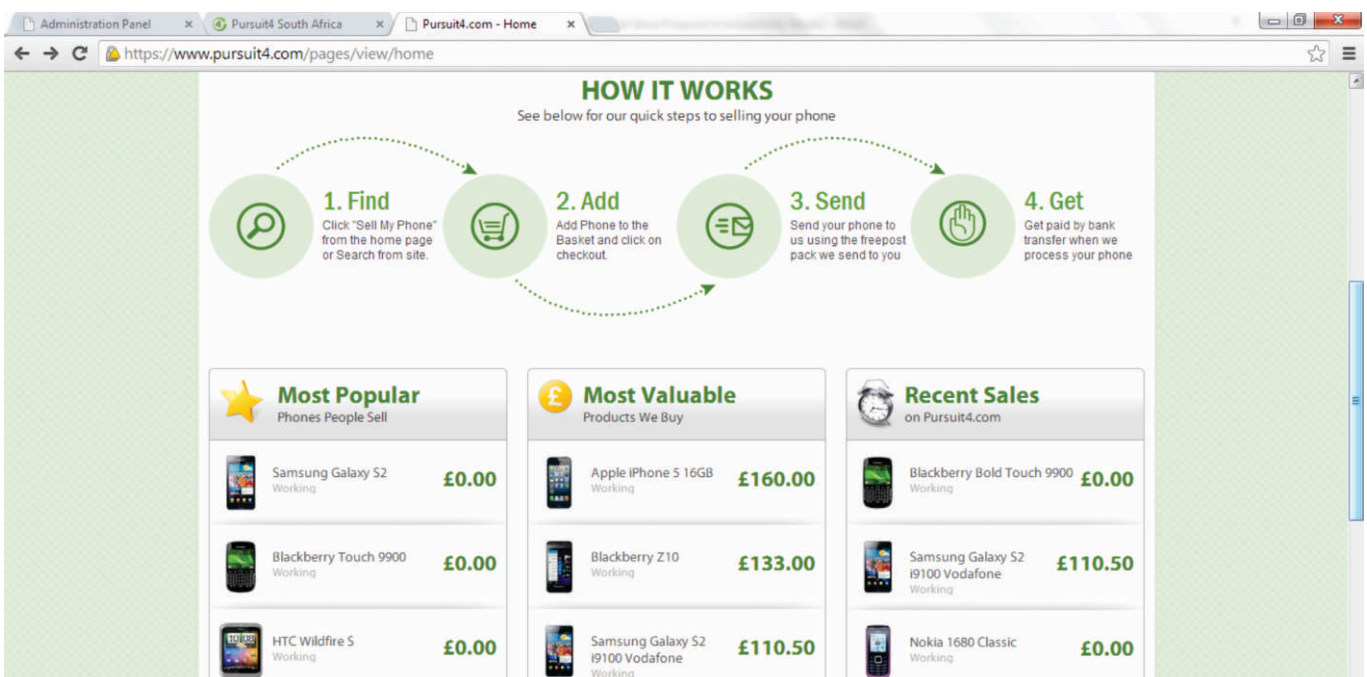 Administration Panel
Pursuit4 South Africa
Pursuit4.com - Home
https://www.pursuit4.com/pages/view/home
HOW IT WORKS
See below for our quick steps to selling your phone
1. Find
Click "Sell My Phone"
from the home page
or Search from site.
2. Add
Add Phone to the
Basket and click on
checkout.
3. Send
Send your phone to
us using the freepost
pack we send to you
4. Get
Get paid by bank
transfer when we
process your phone
Most Popular
Phones People Sell
Samsung Galaxy S2
Working
£0.00
Blackberry Touch 9900
Working
£0.00
HTC Wildfire S
Working
£0.00
£
Most Valuable
Products We Buy
Apple iPhone 5 16GB
Working
£160.00
Blackberry Z10
Working
£133.00
Samsung Galaxy S2
i9100 Vodafone
Working
£110.50
Recent Sales
on Pursuit4.com
Blackberry Bold Touch 9900
Working
£0.00
Samsung Galaxy S2
i9100 Vodafone
Working
£110.50
Nokia 1680 Classic
Working
£0.00